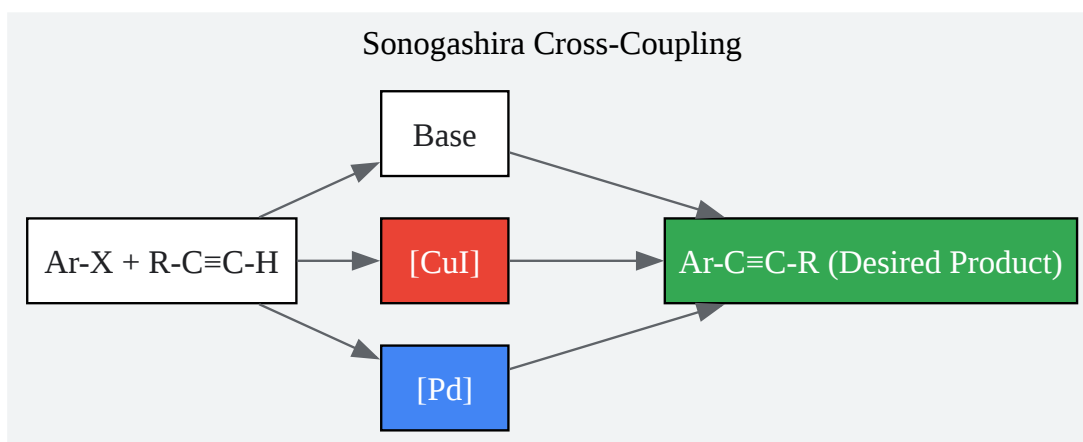 Sonogashira Cross-Coupling
Base
Ar-X + R-C≡C-H
[CuI]
Ar-C≡C-R (Desired Product)
[Pd]